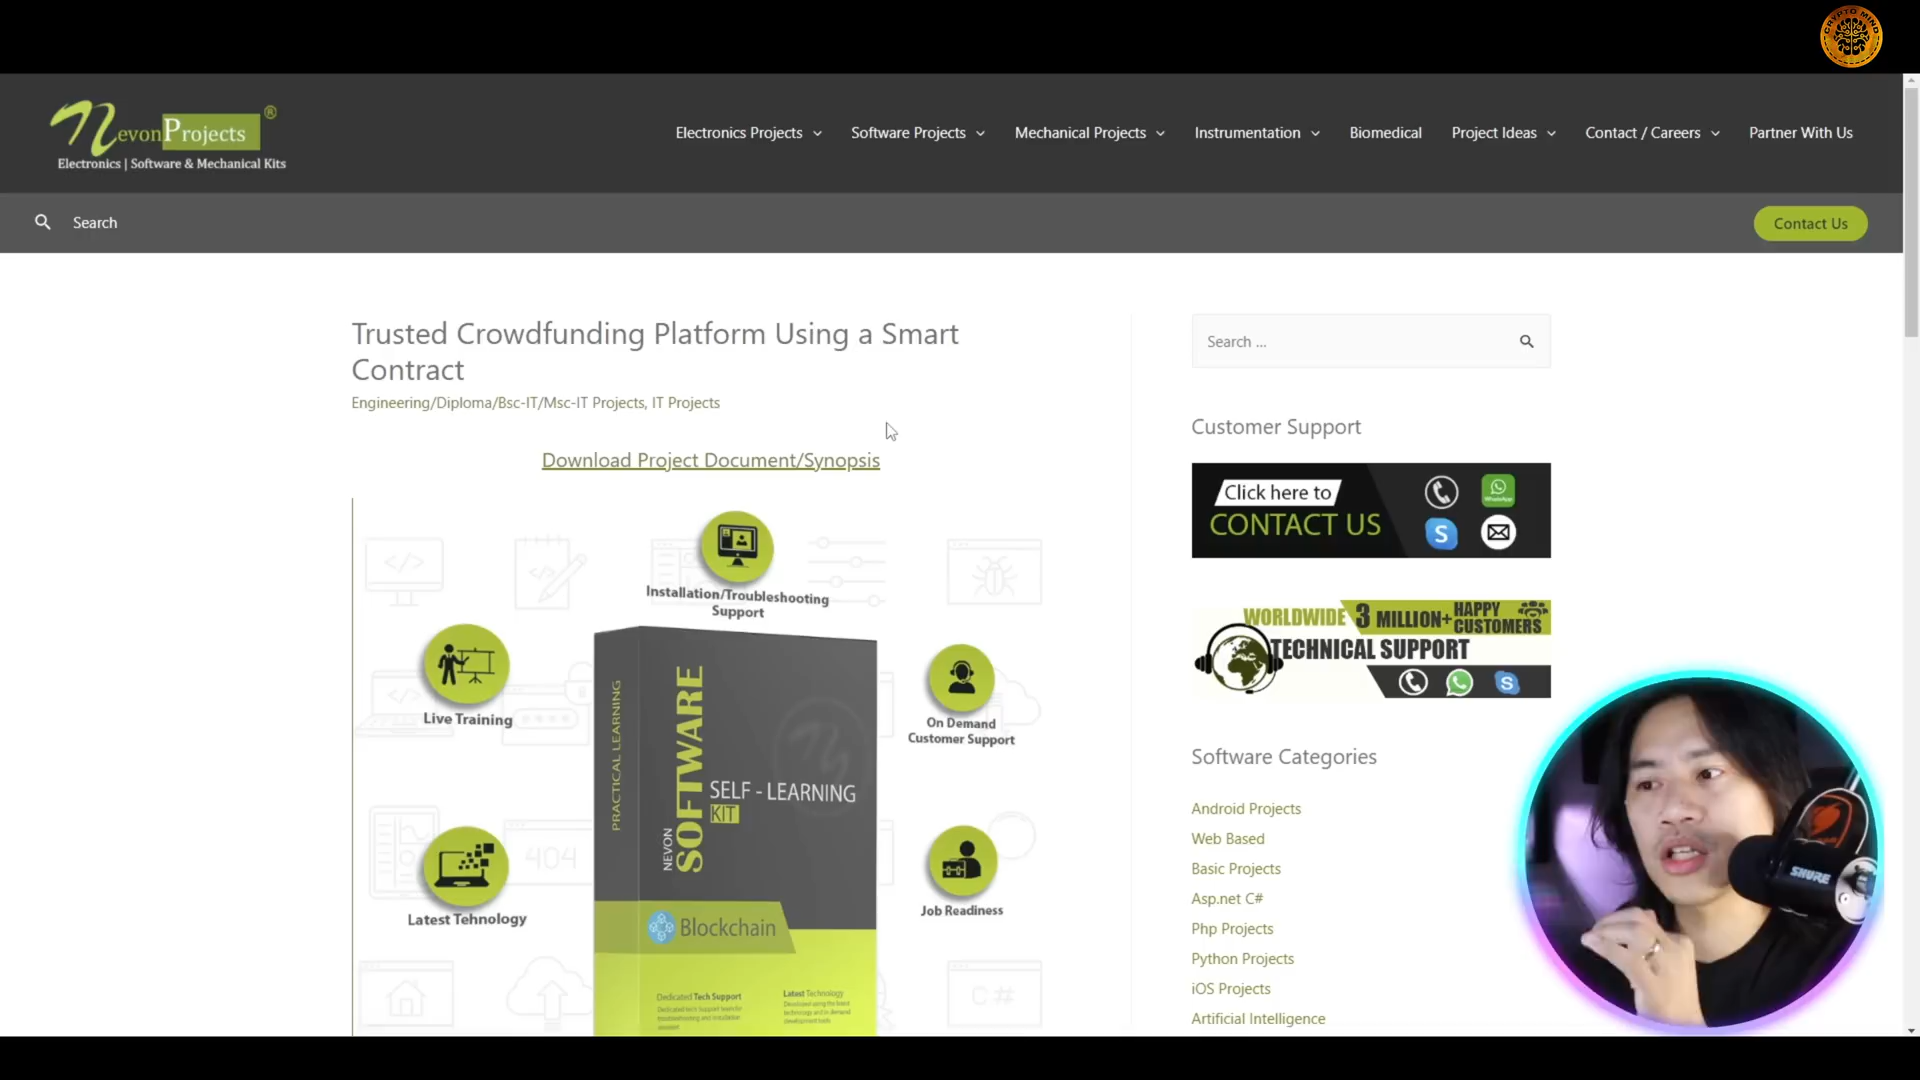 CRYPTO MIND
NevonProjects ®
Electronics | Software & Mechanical Kits
Electronics Projects
Software Projects
Mechanical Projects
Instrumentation
Biomedical
Project Ideas
Contact / Careers
Partner With Us
Search
Contact Us
Trusted Crowdfunding Platform Using a Smart
Contract
Engineering/Diploma/Bsc-IT/Msc-IT Projects, IT Projects
Download Project Document/Synopsis
Installation/Troubleshooting
Support
Live Training
On Demand
Customer Support
Latest Tehnology
Job Readiness
404
C #
PRACTICAL LEARNING
NEVON
SOFTWARE
SELF - LEARNING
KIT
Blockchain
Dedicated Tech Support
Latest Technology
Search ...
Customer Support
Click here to
CONTACT US
WORLDWIDE 3 MILLION+ HAPPY
CUSTOMERS
TECHNICAL SUPPORT
Software Categories
Android Projects
Web Based
Basic Projects
Asp.net C#
Php Projects
Python Projects
iOS Projects
Artificial Intelligence
SHURE